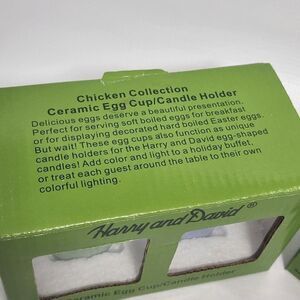 Chicken Collection
Ceramic Egg Cup/Candle Holder
Delicious eggs deserve a beautiful presentation.
Perfect for serving soft boiled eggs for breakfast
or for displaying decorated hard boiled Easter eggs.
But wait! These egg cups also function as unique
candle holders for the Harry and David egg-shaped
candles! Add color and light to a holiday buffet,
or treat each guest around the table to their own
colorful lighting.
Harry and David®
Ceramic Egg Cup/Candle Holder